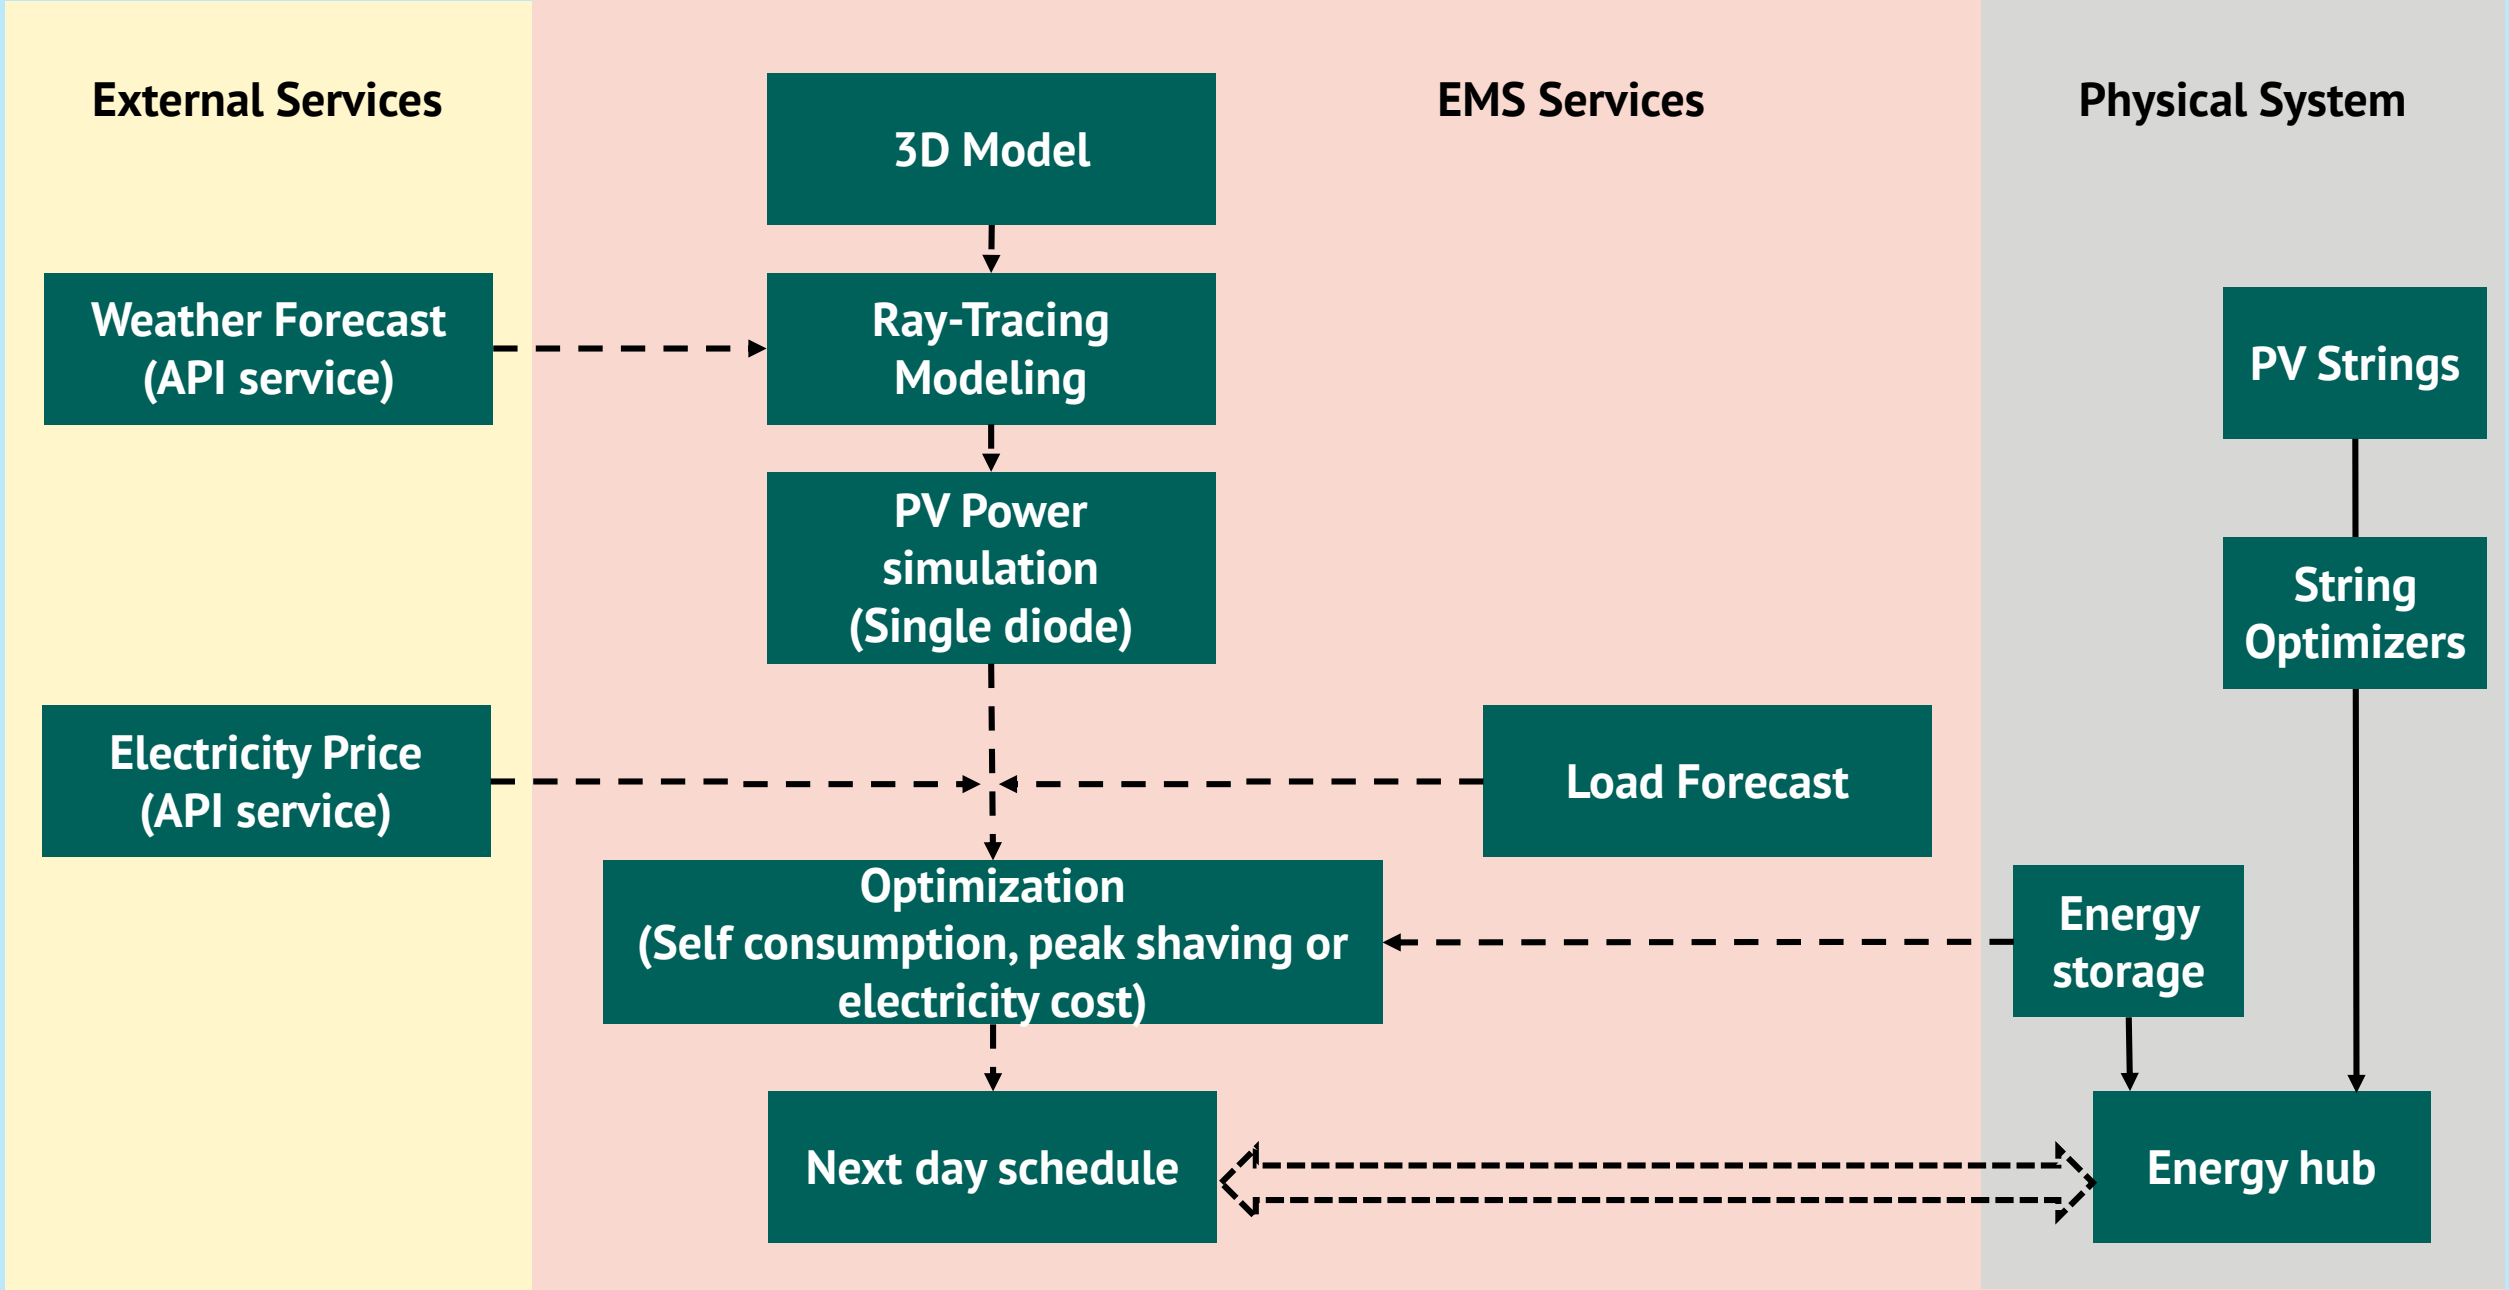 External Services
EMS Services
Physical System
3D Model
Weather Forecast
(API service)
Ray-Tracing
Modeling
PV Strings
PV Power
simulation
(Single diode)
String
Optimizers
Electricity Price
(API service)
Load Forecast
Optimization
(Self consumption, peak shaving or
electricity cost)
Energy
storage
Next day schedule
Energy hub